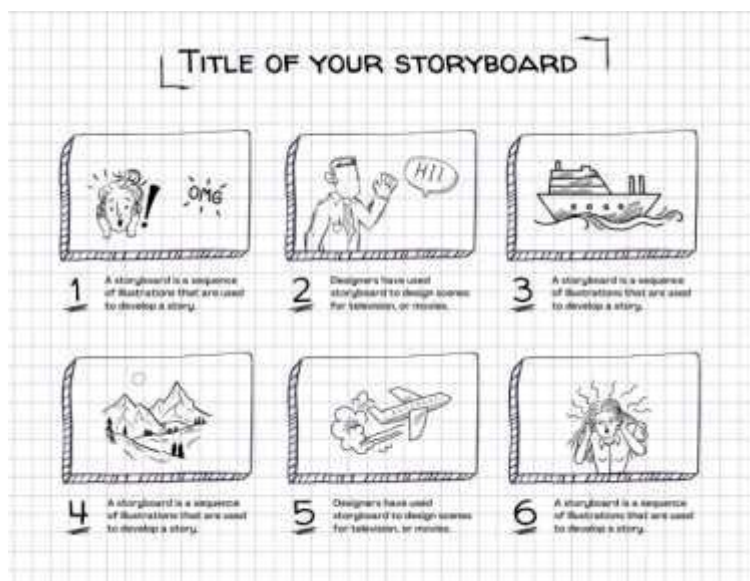 TITLE OF YOUR STORYBOARD
OMG
HI!
1
A storyboard is a sequence
of illustrations that are used
to develop a story.
2
Designers have used
storyboard to design scenes
for television, or movies.
3
A storyboard is a sequence
of illustrations that are used
to develop a story.
4
A storyboard is a sequence
of illustrations that are used
to develop a story.
5
Designers have used
storyboard to design scenes
for television, or movies.
6
A storyboard is a sequence
of illustrations that are used
to develop a story.